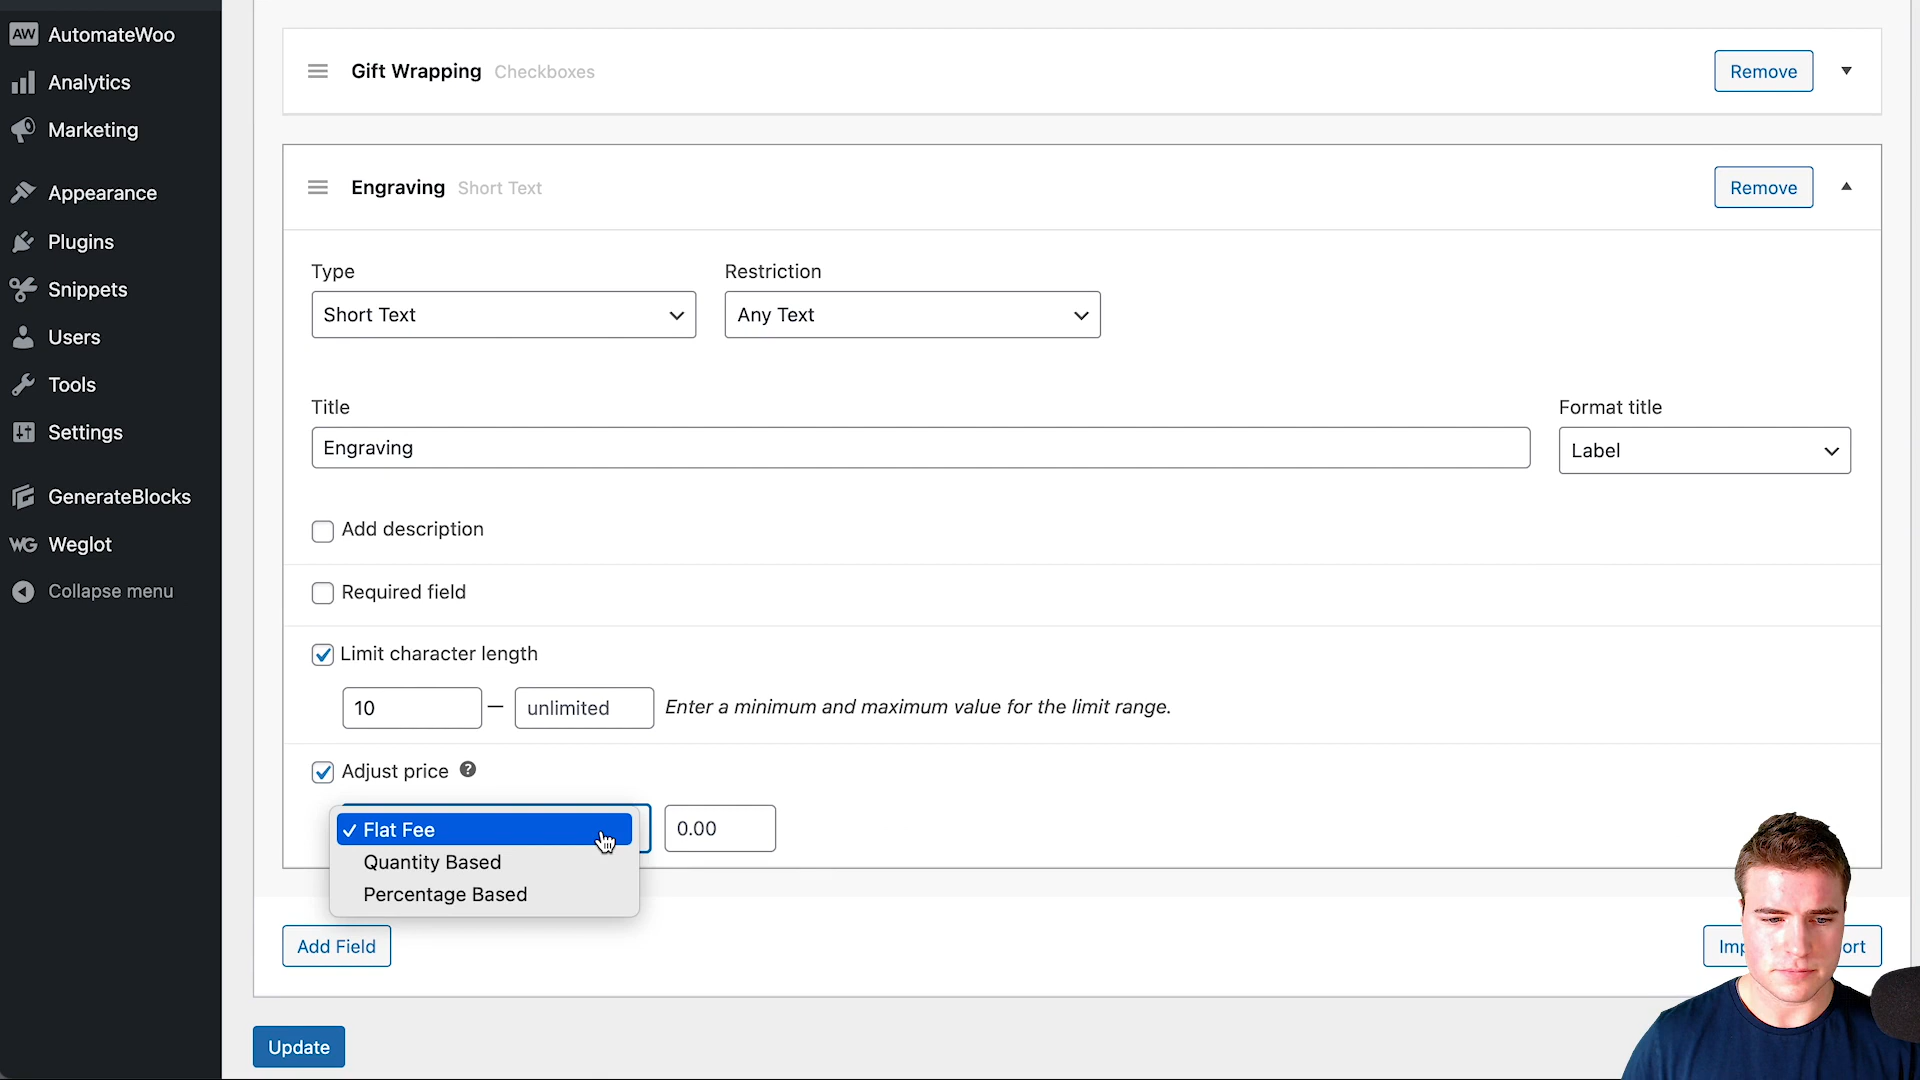 AW AutomateWoo
Analytics
Marketing
Appearance
Plugins
Snippets
Users
Tools
Settings
GenerateBlocks
WG Weglot
Collapse menu
Gift Wrapping Checkboxes
Remove
Engraving Short Text
Remove
Type
Restriction
Short Text
Any Text
Title
Format title
Engraving
Label
Add description
Required field
Limit character length
10 – unlimited Enter a minimum and maximum value for the limit range.
Adjust price ?
✓ Flat Fee
0.00
Quantity Based
Percentage Based
Add Field
Update